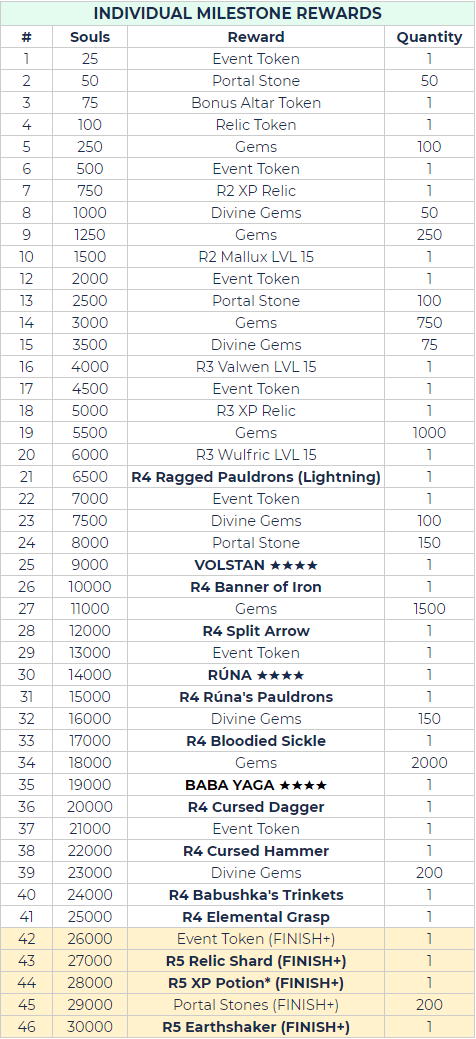 INDIVIDUAL MILESTONE REWARDS
# Souls Reward Quantity
1 25 Event Token 1
2 50 Portal Stone 50
3 75 Bonus Altar Token 1
4 100 Relic Token 1
5 250 Gems 100
6 500 Event Token 1
7 750 R2 XP Relic 1
8 1000 Divine Gems 50
9 1250 Gems 250
10 1500 R2 Mallux LVL 15 1
12 2000 Event Token 1
13 2500 Portal Stone 100
14 3000 Gems 750
15 3500 Divine Gems 75
16 4000 R3 Valwen LVL 15 1
17 4500 Event Token 1
18 5000 R3 XP Relic 1
19 5500 Gems 1000
20 6000 R3 Wulfric LVL 15 1
21 6500 R4 Ragged Pauldrons (Lightning) 1
22 7000 Event Token 1
23 7500 Divine Gems 100
24 8000 Portal Stone 150
25 9000 VOLSTAN ★★★★ 1
26 10000 R4 Banner of Iron 1
27 11000 Gems 1500
28 12000 R4 Split Arrow 1
29 13000 Event Token 1
30 14000 RÚNA ★★★★ 1
31 15000 R4 Rúna's Pauldrons 1
32 16000 Divine Gems 150
33 17000 R4 Bloodied Sickle 1
34 18000 Gems 2000
35 19000 BABA YAGA ★★★★ 1
36 20000 R4 Cursed Dagger 1
37 21000 Event Token 1
38 22000 R4 Cursed Hammer 1
39 23000 Divine Gems 200
40 24000 R4 Babushka's Trinkets 1
41 25000 R4 Elemental Grasp 1
42 26000 Event Token (FINISH+) 1
43 27000 R5 Relic Shard (FINISH+) 1
44 28000 R5 XP Potion* (FINISH+) 1
45 29000 Portal Stones (FINISH+) 200
46 30000 R5 Earthshaker (FINISH+) 1